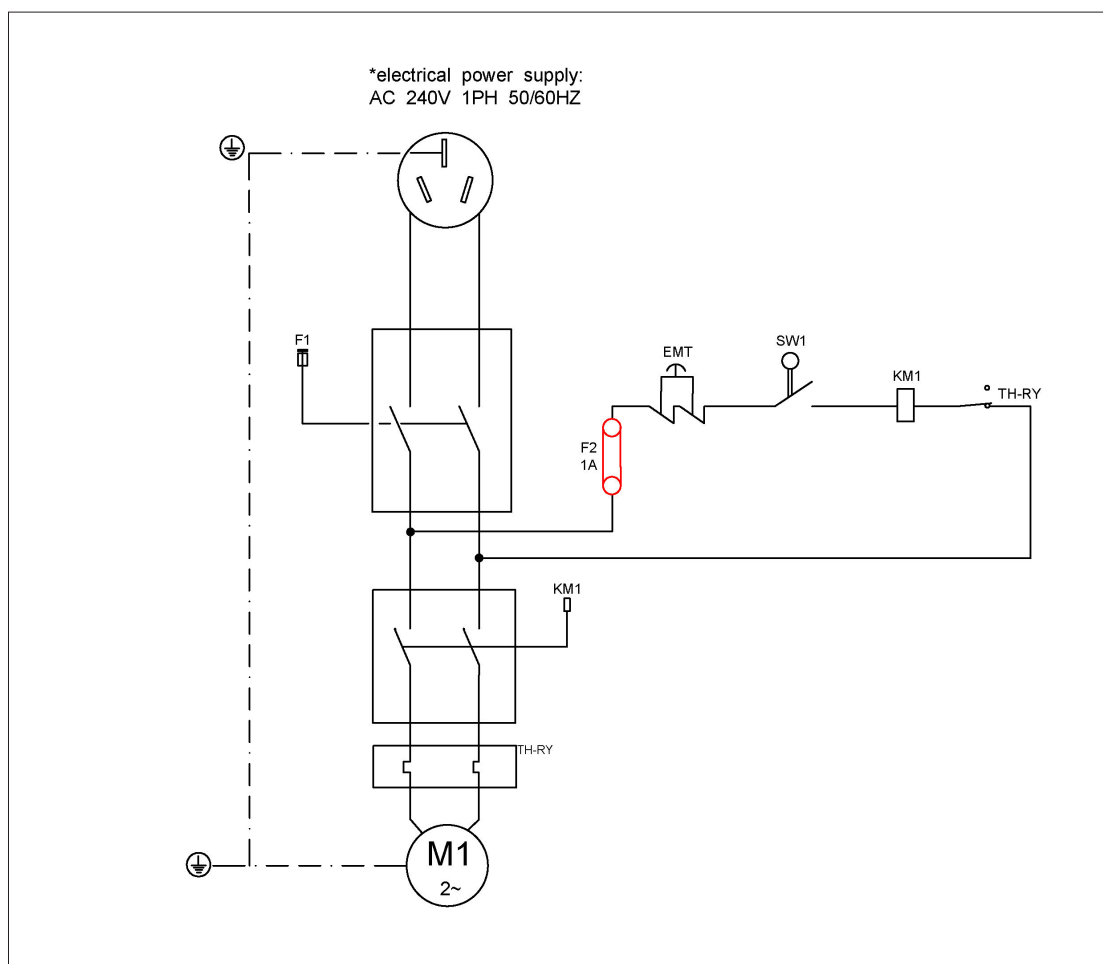 *electrical power supply:
AC 240V 1PH 50/60HZ
F1
EMT
SW1
KM1
TH-RY
F2
1A
KM1
TH-RY
M1
2~